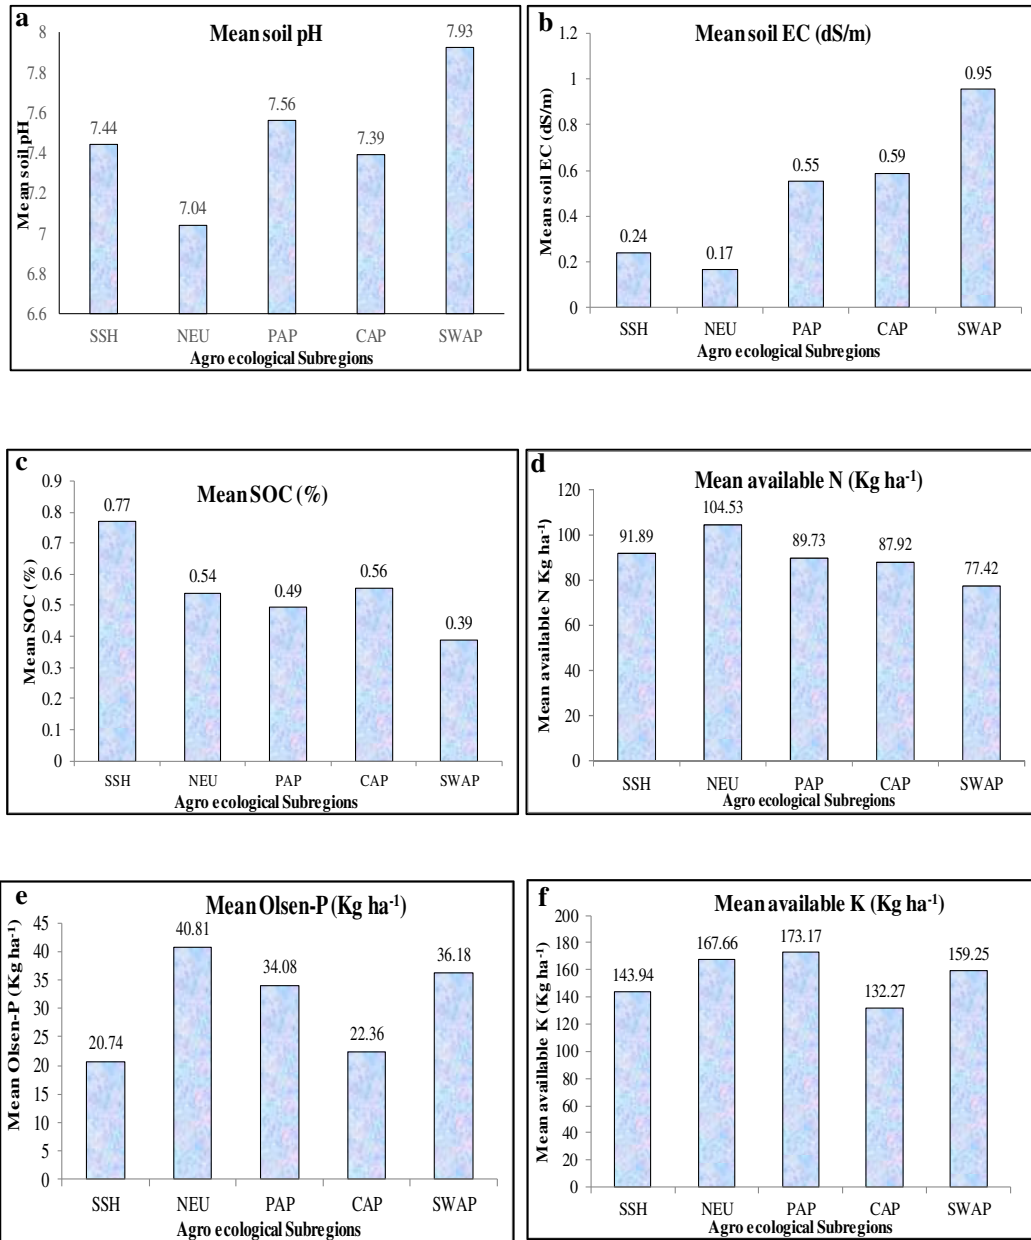 a
Mean soil pH
Mean soil pH
8
7.8
7.6
7.4
7.2
7
6.8
6.6
7.44
7.04
7.56
7.39
7.93
SSH NEU PAP CAP SWAP
Agro ecological Subregions
b
Mean soil EC (dS/m)
Mean soil EC (dS/m)
1.2
1
0.8
0.6
0.4
0.2
0
0.24
0.17
0.55
0.59
0.95
SSH NEU PAP CAP SWAP
Agro ecological Subregions
c
Mean SOC (%)
Mean SOC (%)
0.9
0.8
0.7
0.6
0.5
0.4
0.3
0.2
0.1
0
0.77
0.54
0.49
0.56
0.39
SSH NEU PAP CAP SWAP
Agro ecological Subregions
d
Mean available N (Kg ha⁻¹)
Mean available N Kg ha⁻¹)
120
100
80
60
40
20
0
91.89
104.53
89.73
87.92
77.42
SSH NEU PAP CAP SWAP
Agro ecological Subregions
e
Mean Olsen-P (Kg ha⁻¹)
Mean Olsen-P (Kg ha⁻¹)
45
40
35
30
25
20
15
10
5
0
20.74
40.81
34.08
22.36
36.18
SSH NEU PAP CAP SWAP
Agro ecological Subregions
f
Mean available K (Kg ha⁻¹)
Mean availlable K (Kg ha⁻¹)
200
180
160
140
120
100
80
60
40
20
0
143.94
167.66
173.17
132.27
159.25
SSH NEU PAP CAP SWAP
Agro ecological Subregions